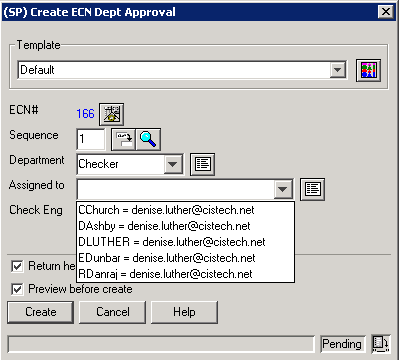 (SP) Create ECN Dept Approval
Template
Default
ECN# 166
Sequence 1
Department Checker
Assigned to
Check Eng
CChurch = denise.luther@cistech.net
DAshby = denise.luther@cistech.net
DLUTHER = denise.luther@cistech.net
EDunbar = denise.luther@cistech.net
RDanraj = denise.luther@cistech.net
Return he
Preview before create
Create Cancel Help
Pending